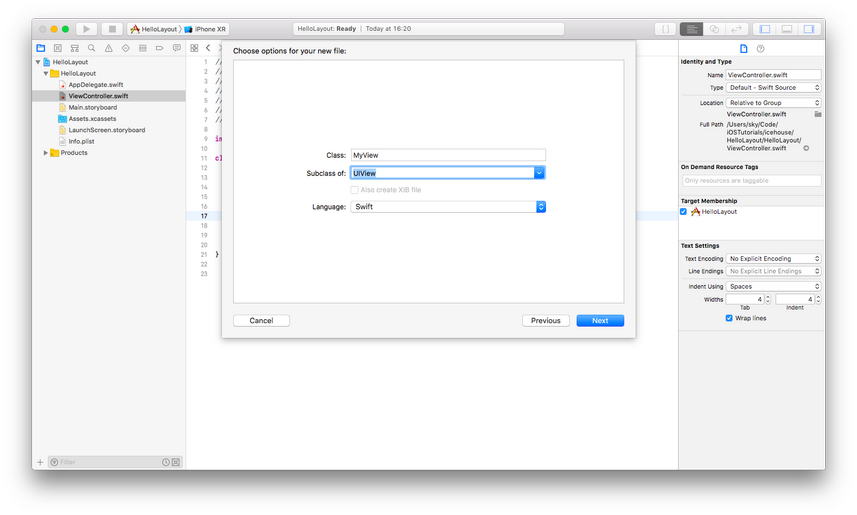 HelloLayout
iPhone XR
HelloLayout: Ready
Today at 16:20
HelloLayout
HelloLayout
AppDelegate.swift
ViewController.swift
Main.storyboard
Assets.xcassets
LaunchScreen.storyboard
Info.plist
Products
Filter
1 //
2 //
3 //
4 //
5 //
6 //
7 //
8
9 im
10
11 cl
17
18
19
20
21 }
22
23
Choose options for your new file:
Class: MyView
Subclass of: UIView
Also create XIB file
Language: Swift
Cancel
Previous
Next
Identity and Type
Name ViewController.swift
Type Default - Swift Source
Location Relative to Group
ViewController.swift
Full Path /Users/sky/Code/
iOSTutorials/icehouse/
HelloLayout/HelloLayout/
ViewController.swift
On Demand Resource Tags
Only resources are taggable
Target Membership
HelloLayout
Text Settings
Text Encoding No Explicit Encoding
Line Endings No Explicit Line Endings
Indent Using Spaces
Widths 4 4
Tab Indent
Wrap lines